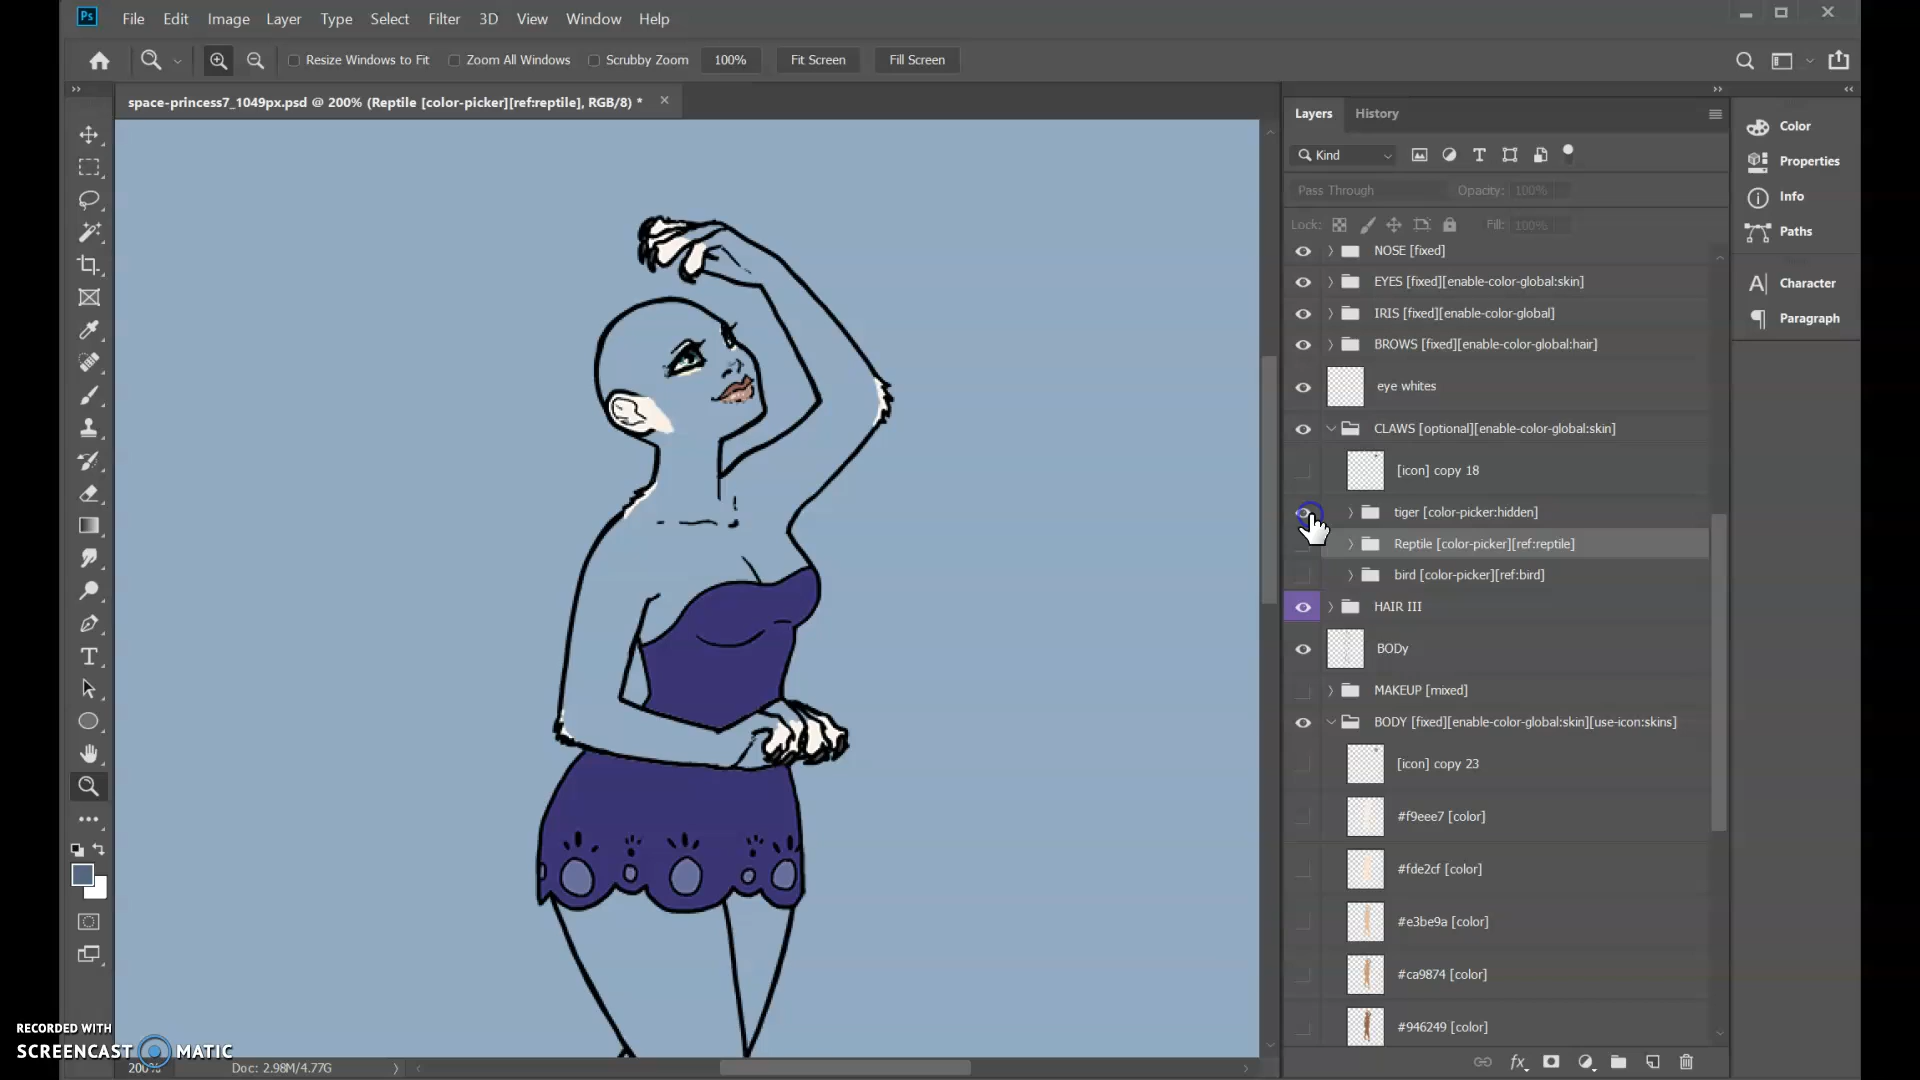 Ps File Edit Image Layer Type Select Filter 3D View Window Help
Resize Windows to Fit Zoom All Windows Scrubby Zoom 100% Fit Screen Fill Screen
space-princess7_1049px.psd @ 200% (Reptile [color-picker][ref:reptile], RGB/8) *
Layers History
Kind
Pass Through Opacity: 100%
Lock: Fill: 100%
NOSE [fixed]
EYES [fixed][enable-color-global:skin]
IRIS [fixed][enable-color-global]
BROWS [fixed][enable-color-global:hair]
eye whites
CLAWS [optional][enable-color-global:skin]
[icon] copy 18
tiger [color-picker:hidden]
Reptile [color-picker][ref:reptile]
bird [color-picker][ref:bird]
HAIR III
BODy
MAKEUP [mixed]
BODY [fixed][enable-color-global:skin][use-icon:skins]
[icon] copy 23
#f9eee7 [color]
#fde2cf [color]
#e3be9a [color]
#ca9874 [color]
#946249 [color]
Color
Properties
Info
Paths
Character
Paragraph
200% Doc: 2.98M/4.77G
RECORDED WITH
SCREENCAST MATIC